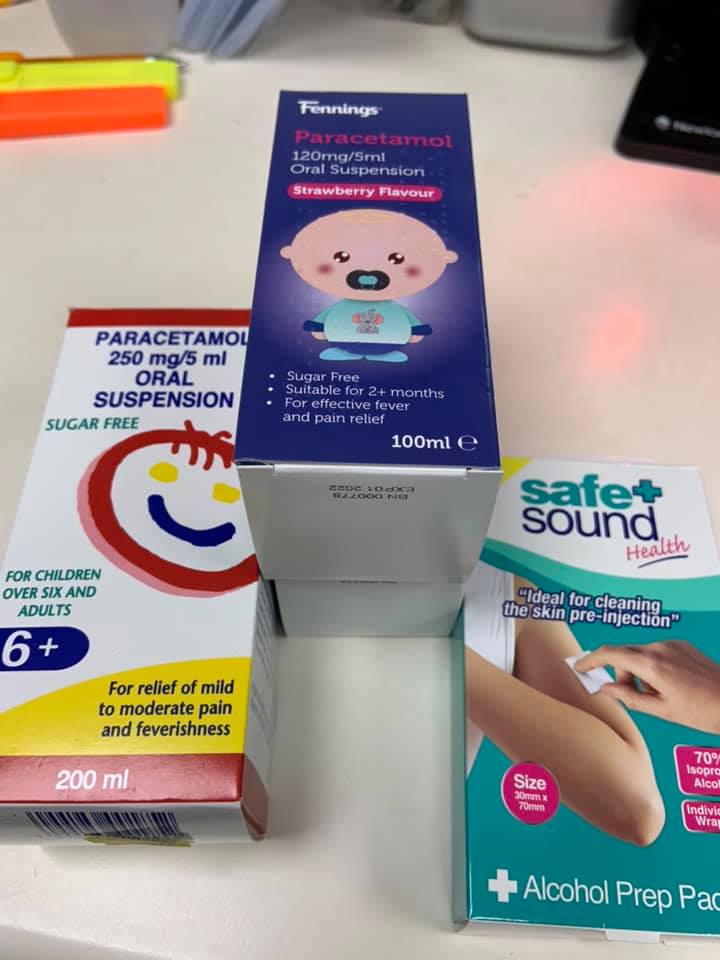 Fennings
Paracetamol
120mg/5ml
Oral Suspension
Strawberry Flavour
• Sugar Free
• Suitable for 2+ months
• For effective fever
and pain relief
100ml e
BN 000778
EXP01 2022
PARACETAMOL
250 mg/5 ml
ORAL
SUSPENSION
SUGAR FREE
FOR CHILDREN
OVER SIX AND
ADULTS
6+
For relief of mild
to moderate pain
and feverishness
200 ml
safe+
sound
Health
"Ideal for cleaning
the skin pre-injection"
Size
30mm x
70mm
70%
Isopro
Alcoh
Individ
Wrap
Alcohol Prep Pad